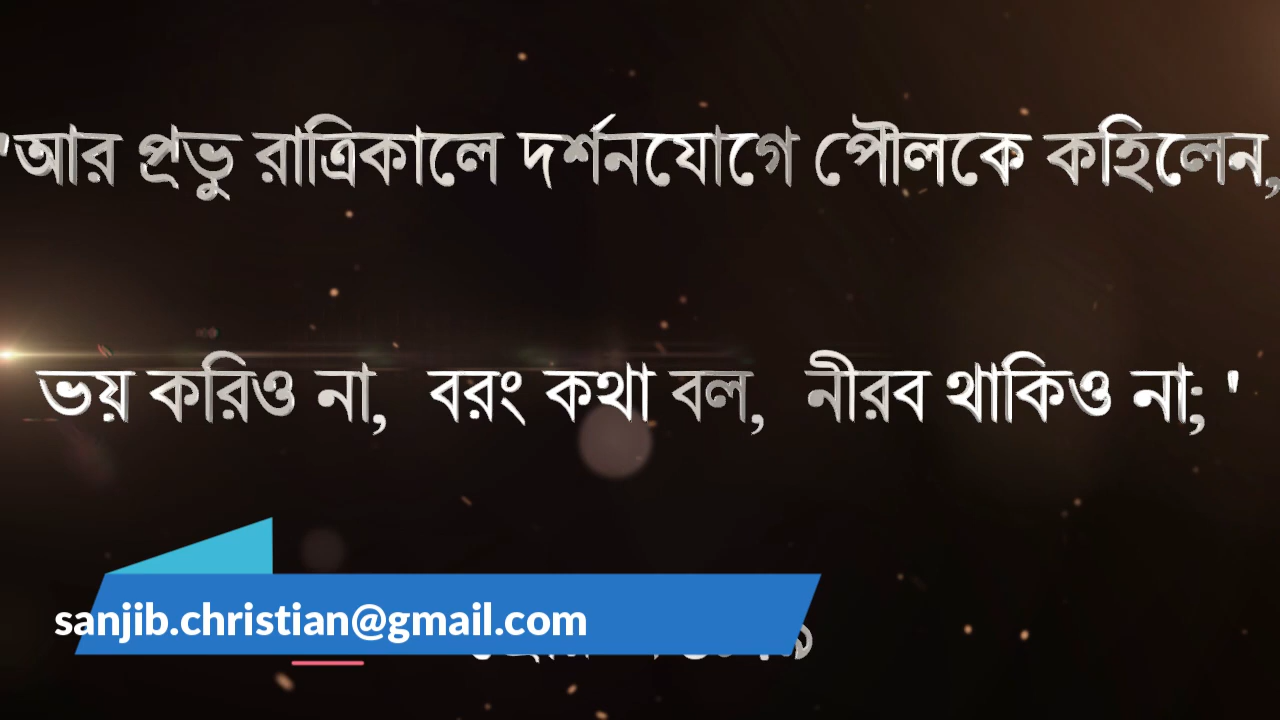 'আর প্রভু রাত্রিকালে দর্শনযোগে পৌলকে কহিলেন,
ভয় করিও না, বরং কথা বল, নীরব থাকিও না; '
sanjib.christian@gmail.com